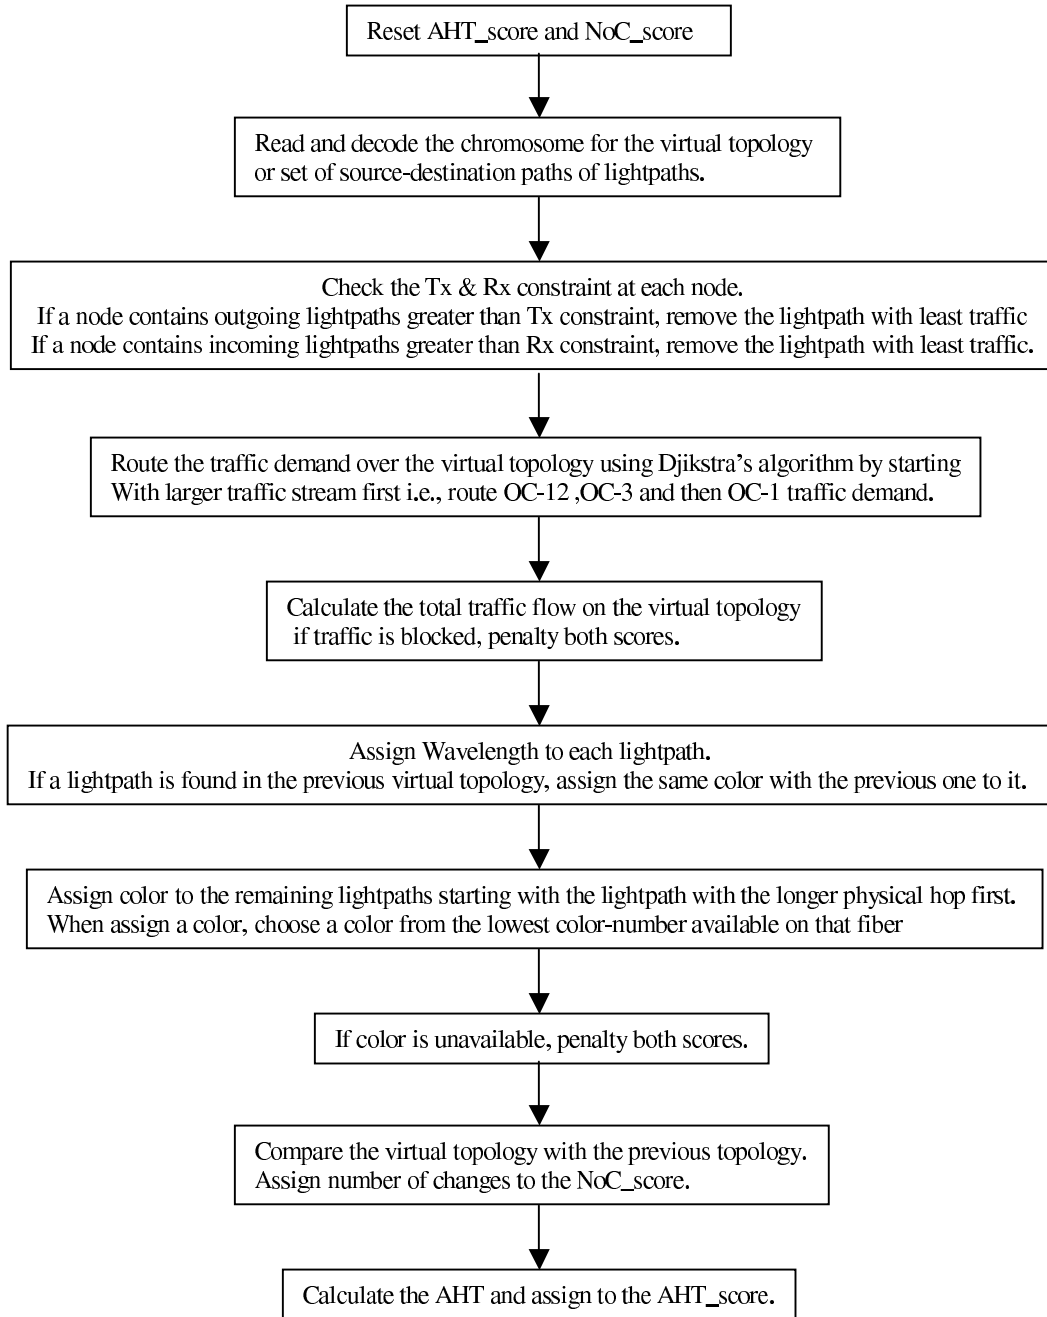 Reset AHT_score and NoC_score
Read and decode the chromosome for the virtual topology
or set of source-destination paths of lightpaths.
Check the Tx & Rx constraint at each node.
If a node contains outgoing lightpaths greater than Tx constraint, remove the lightpath with least traffic
If a node contains incoming lightpaths greater than Rx constraint, remove the lightpath with least traffic.
Route the traffic demand over the virtual topology using Djikstra's algorithm by starting
With larger traffic stream first i.e., route OC-12 ,OC-3 and then OC-1 traffic demand.
Calculate the total traffic flow on the virtual topology
if traffic is blocked, penalty both scores.
Assign Wavelength to each lightpath.
If a lightpath is found in the previous virtual topology, assign the same color with the previous one to it.
Assign color to the remaining lightpaths starting with the lightpath with the longer physical hop first.
When assign a color, choose a color from the lowest color-number available on that fiber
If color is unavailable, penalty both scores.
Compare the virtual topology with the previous topology.
Assign number of changes to the NoC_score.
Calculate the AHT and assign to the AHT_score.